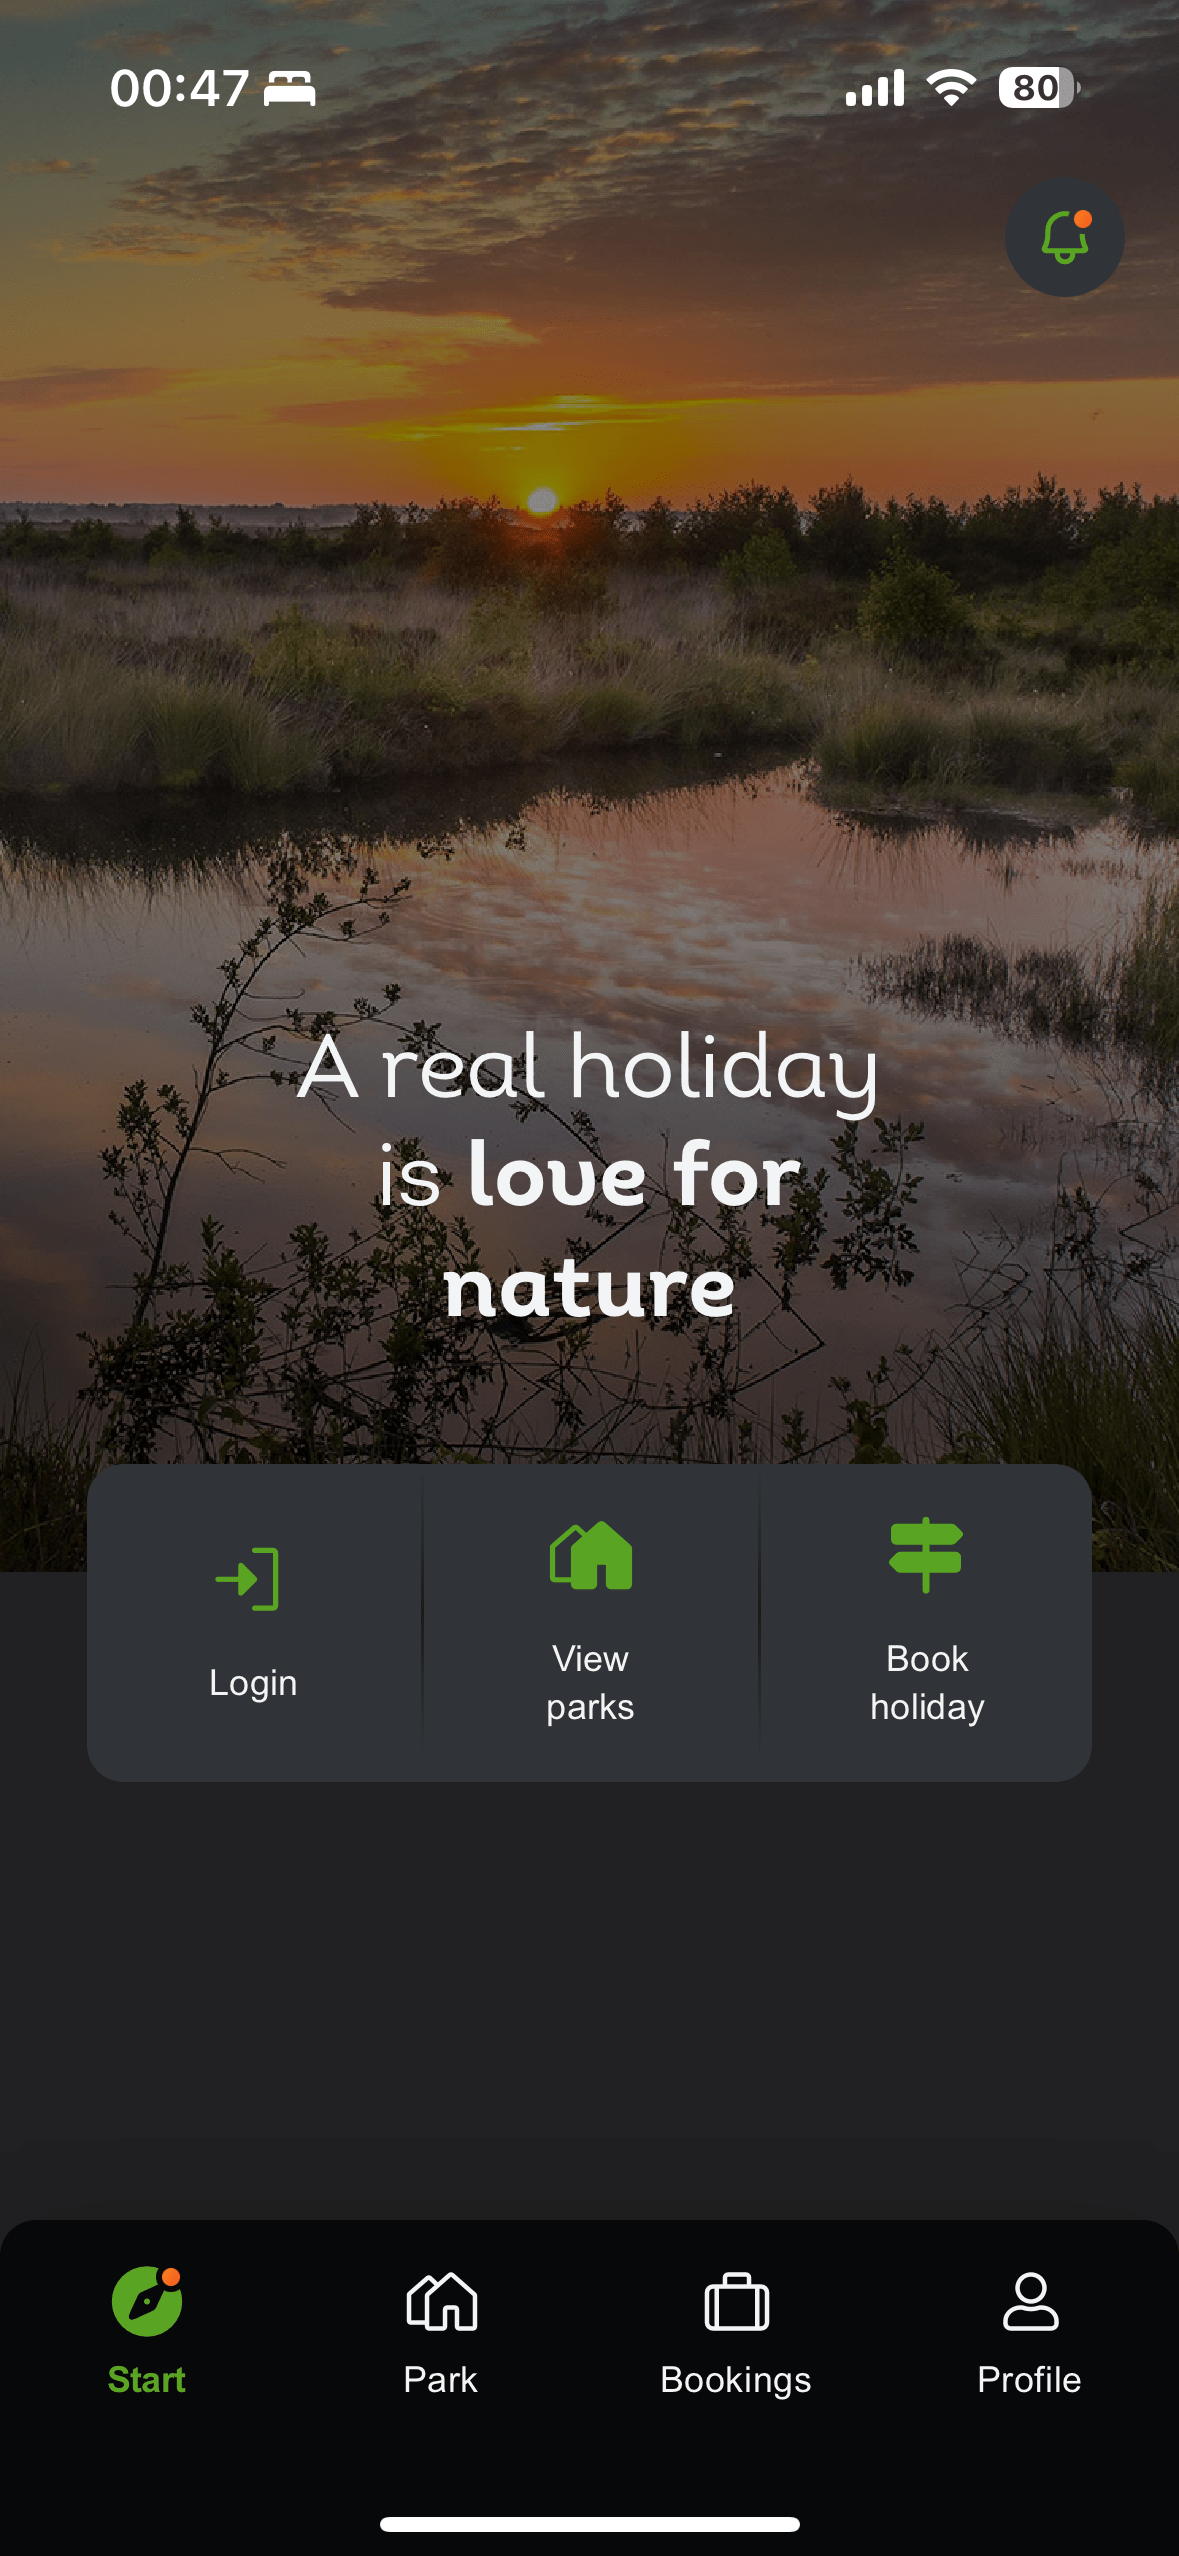 00:47
80
A real holiday
is love for
nature
Login
View
parks
Book
holiday
Start
Park
Bookings
Profile